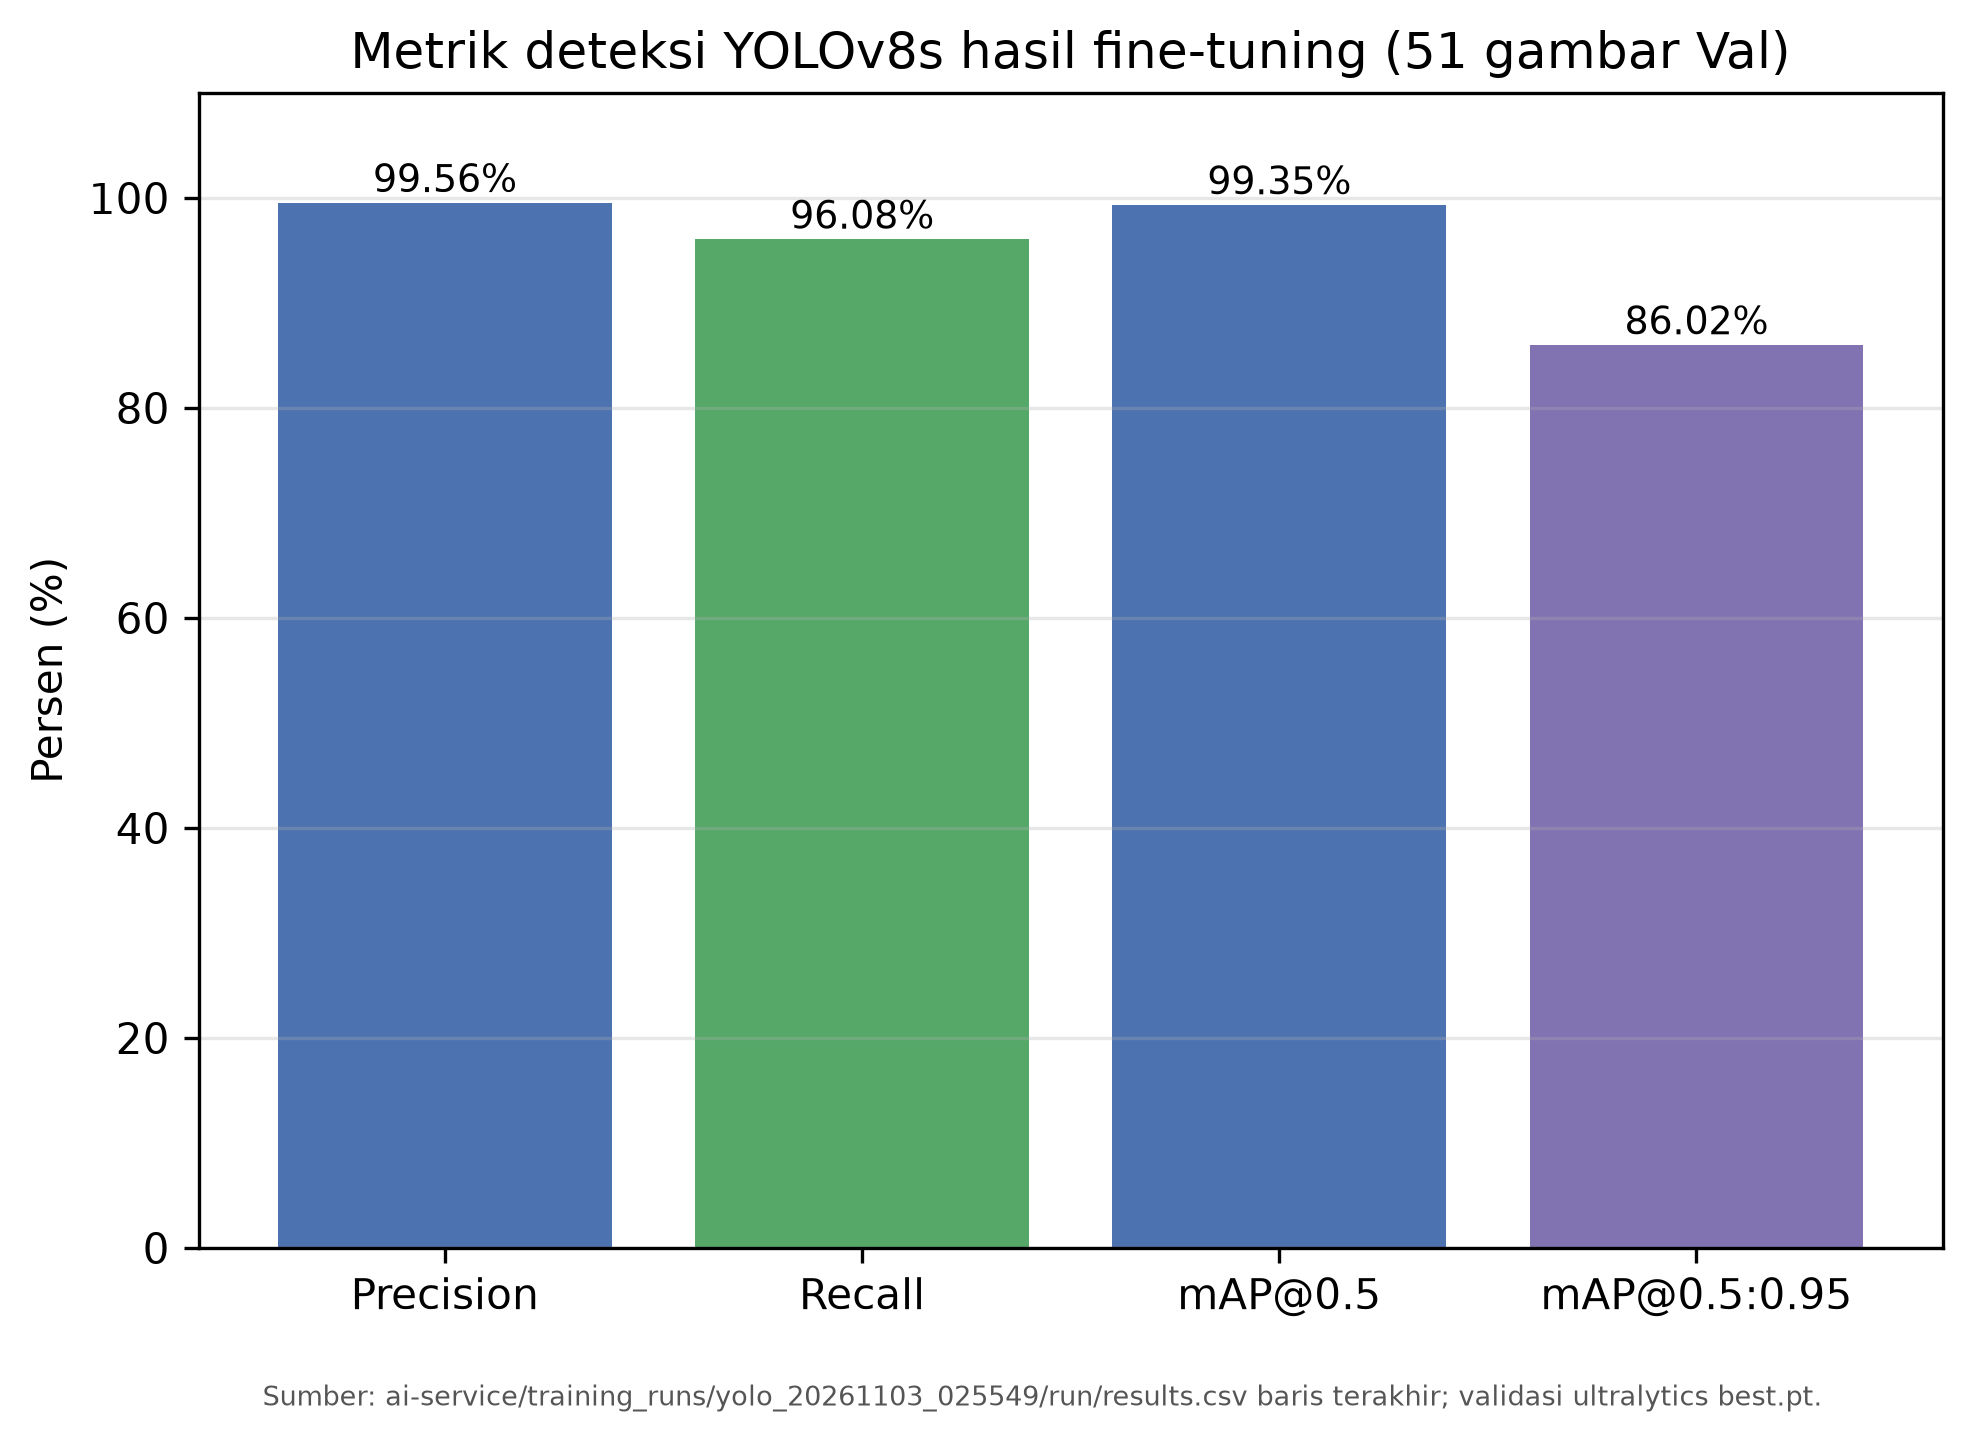 Metrik deteksi YOLOv8s hasil fine-tuning (51 gambar Val)
99.56%
96.08%
99.35%
86.02%
100
80
60
40
20
0
Persen (%)
Precision
Recall
mAP@0.5
mAP@0.5:0.95
Sumber: ai-service/training_runs/yolo_20261103_025549/run/results.csv baris terakhir; validasi ultralytics best.pt.